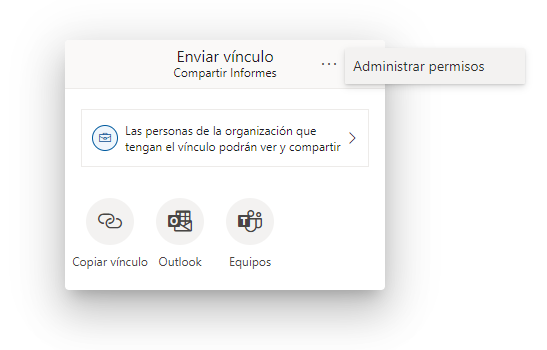 Enviar vínculo
Compartir Informes
...
Administrar permisos
Las personas de la organización que
tengan el vínculo podrán ver y compartir
Copiar vínculo
Outlook
Equipos